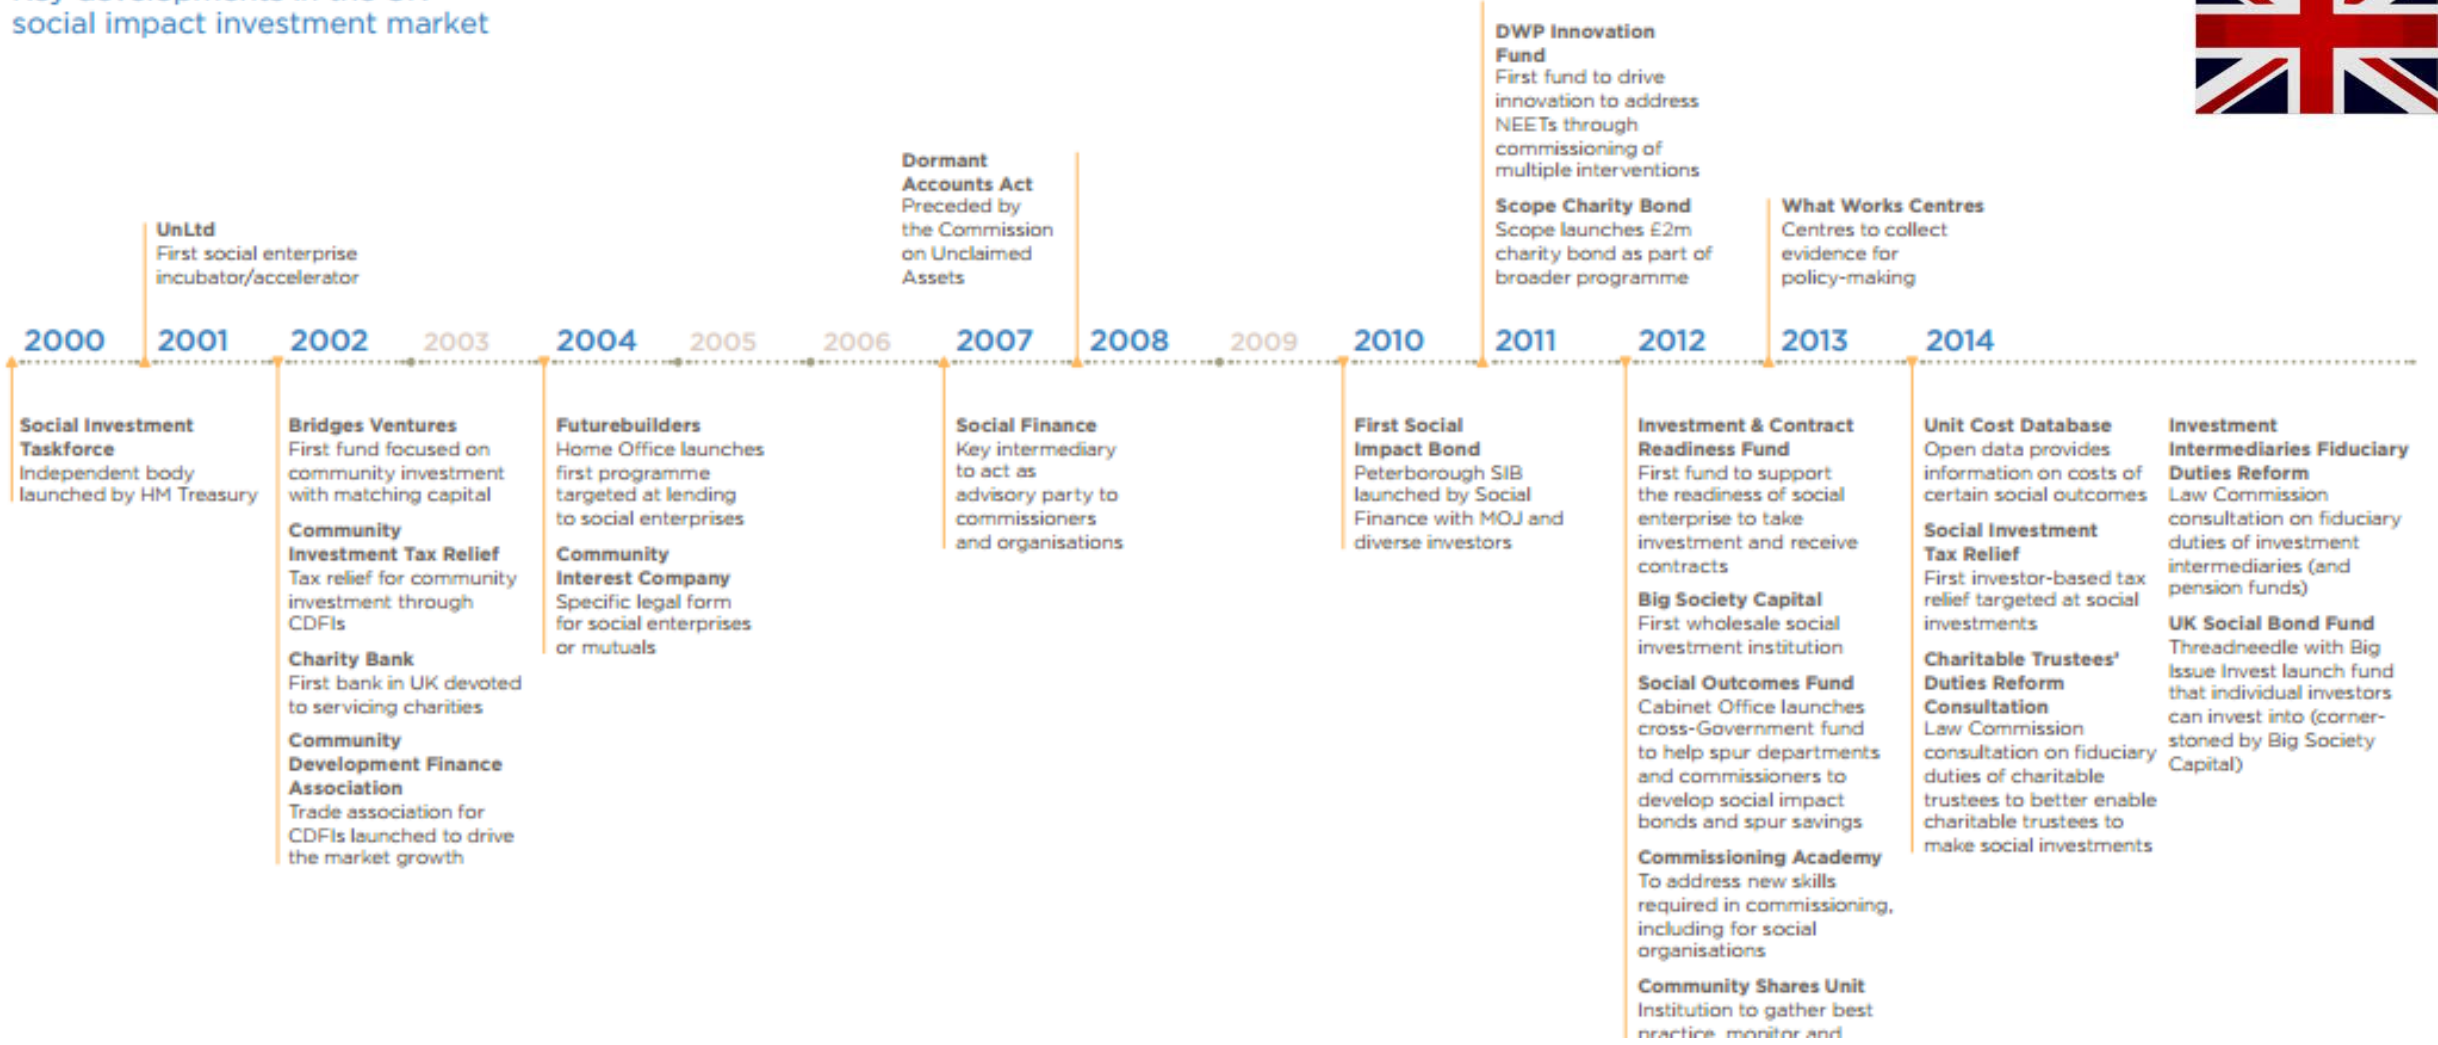 social impact investment market
DWP Innovation
Fund
First fund to drive
innovation to address
NEETs through
commissioning of
multiple interventions
Scope Charity Bond
Scope launches £2m
charity bond as part of
broader programme
Dormant
Accounts Act
Preceded by
the Commission
on Unclaimed
Assets
What Works Centres
Centres to collect
evidence for
policy-making
UnLtd
First social enterprise
incubator/accelerator
2000 2001 2002 2003 2004 2005 2006 2007 2008 2009 2010 2011 2012 2013 2014
Social Investment
Taskforce
Independent body
launched by HM Treasury
Bridges Ventures
First fund focused on
community investment
with matching capital
Community
Investment Tax Relief
Tax relief for community
investment through
CDFIs
Charity Bank
First bank in UK devoted
to servicing charities
Community
Development Finance
Association
Trade association for
CDFIs launched to drive
the market growth
Futurebuilders
Home Office launches
first programme
targeted at lending
to social enterprises
Community
Interest Company
Specific legal form
for social enterprises
or mutuals
Social Finance
Key intermediary
to act as
advisory party to
commissioners
and organisations
First Social
Impact Bond
Peterborough SIB
launched by Social
Finance with MOJ and
diverse investors
Investment & Contract
Readiness Fund
First fund to support
the readiness of social
enterprise to take
investment and receive
contracts
Big Society Capital
First wholesale social
investment institution
Social Outcomes Fund
Cabinet Office launches
cross-Government fund
to help spur departments
and commissioners to
develop social impact
bonds and spur savings
Commissioning Academy
To address new skills
required in commissioning,
including for social
organisations
Community Shares Unit
Institution to gather best
practice, monitor and
Unit Cost Database
Open data provides
information on costs of
certain social outcomes
Social Investment
Tax Relief
First investor-based tax
relief targeted at social
investments
Charitable Trustees'
Duties Reform
Consultation
Law Commission
consultation on fiduciary
duties of charitable
trustees to better enable
charitable trustees to
make social investments
Investment
Intermediaries Fiduciary
Duties Reform
Law Commission
consultation on fiduciary
duties of investment
intermediaries (and
pension funds)
UK Social Bond Fund
Threadneedle with Big
Issue Invest launch fund
that individual investors
can invest into (corner-
stoned by Big Society
Capital)